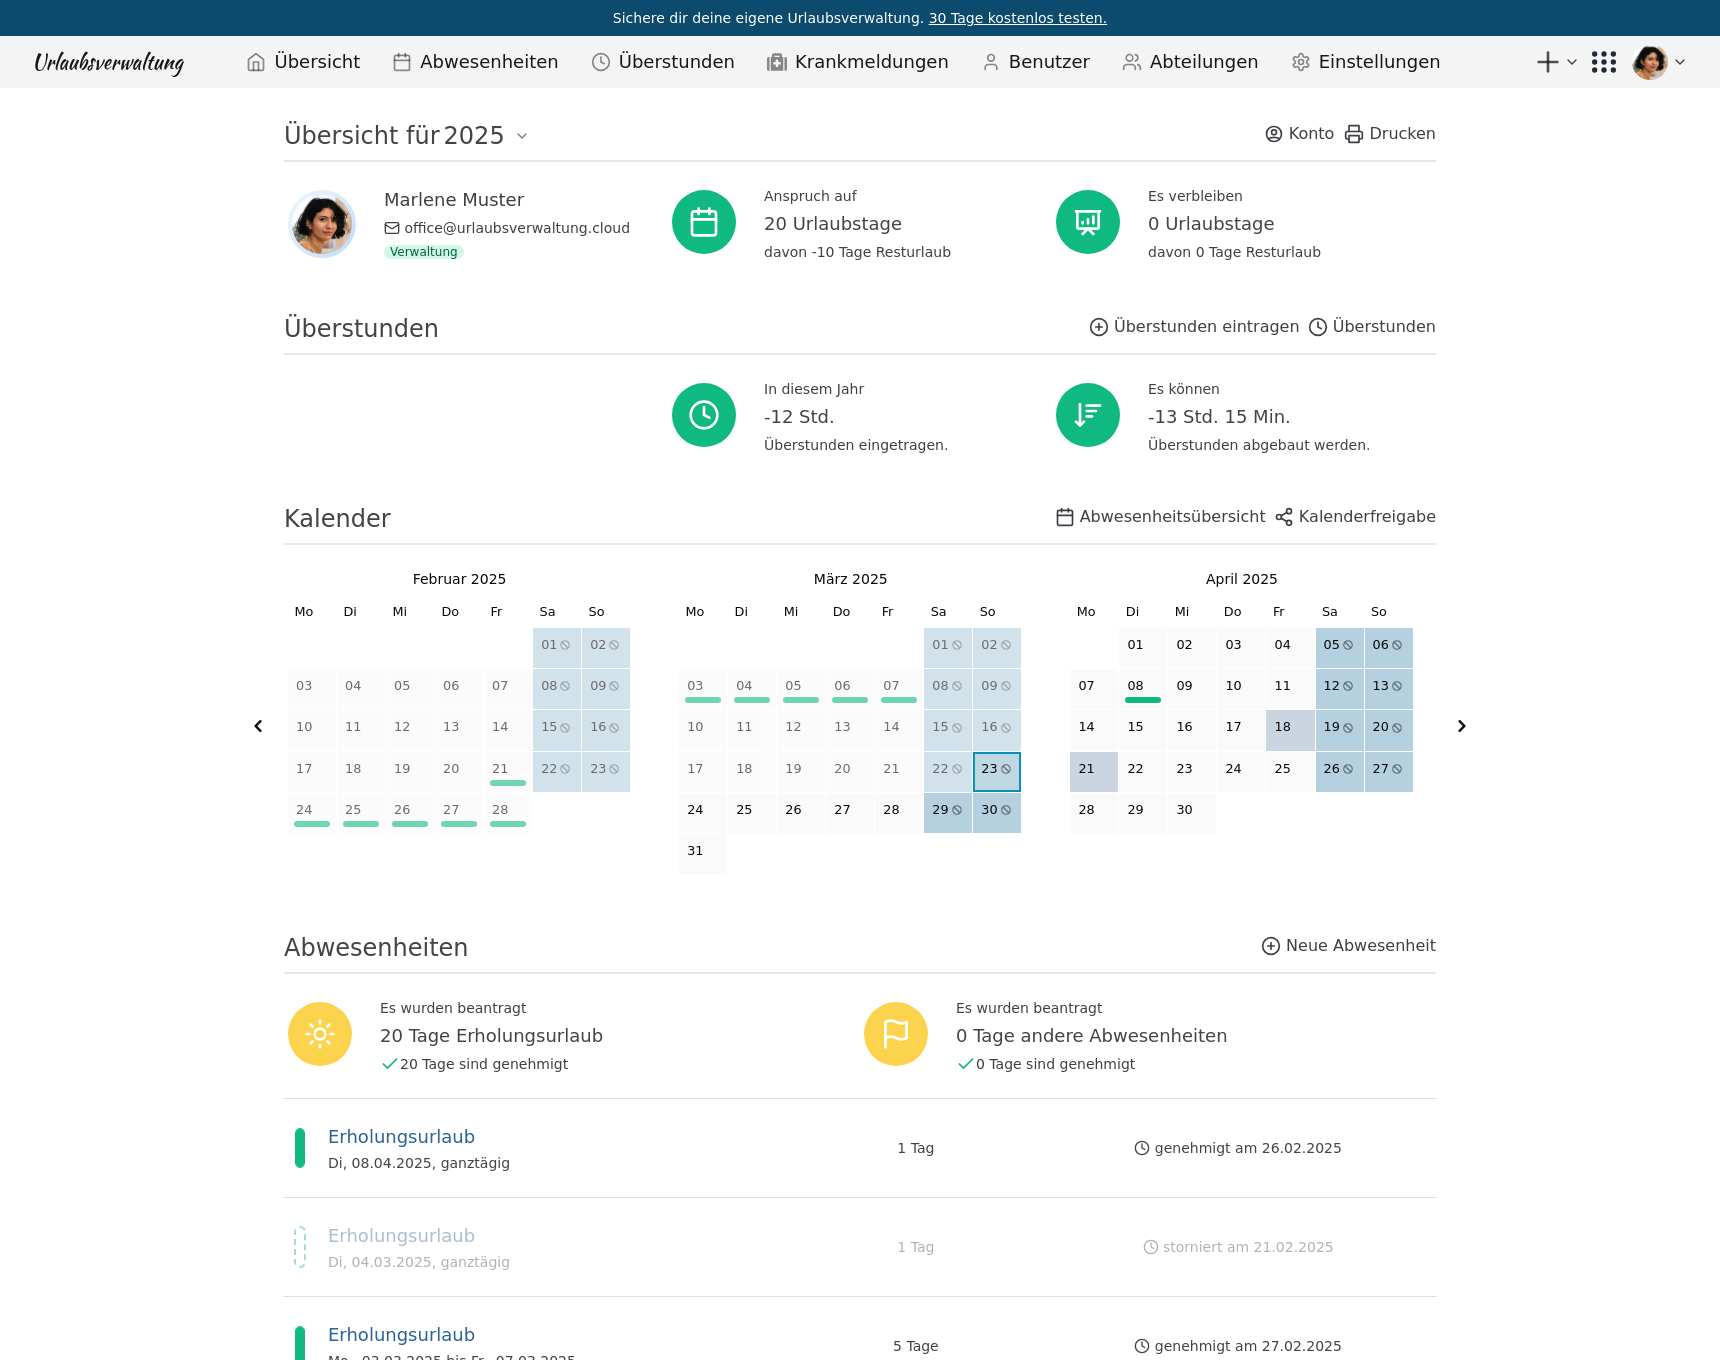 Sichere dir deine eigene Urlaubsverwaltung. 30 Tage kostenlos testen.
Urlaubsverwaltung Übersicht Abwesenheiten Überstunden Krankmeldungen Benutzer Abteilungen Einstellungen
Übersicht für 2025 Konto Drucken
Marlene Muster
office@urlaubsverwaltung.cloud
Verwaltung
Anspruch auf
20 Urlaubstage
davon -10 Tage Resturlaub
Es verbleiben
0 Urlaubstage
davon 0 Tage Resturlaub
Überstunden Überstunden eintragen Überstunden
In diesem Jahr
-12 Std.
Überstunden eingetragen.
Es können
-13 Std. 15 Min.
Überstunden abgebaut werden.
Kalender Abwesenheitsübersicht Kalenderfreigabe
Februar 2025
Mo Di Mi Do Fr Sa So
01 02
03 04 05 06 07 08 09
10 11 12 13 14 15 16
17 18 19 20 21 22 23
24 25 26 27 28
März 2025
Mo Di Mi Do Fr Sa So
01 02
03 04 05 06 07 08 09
10 11 12 13 14 15 16
17 18 19 20 21 22 23
24 25 26 27 28 29 30
31
April 2025
Mo Di Mi Do Fr Sa So
01 02 03 04 05 06
07 08 09 10 11 12 13
14 15 16 17 18 19 20
21 22 23 24 25 26 27
28 29 30
Abwesenheiten Neue Abwesenheit
Es wurden beantragt
20 Tage Erholungsurlaub
20 Tage sind genehmigt
Es wurden beantragt
0 Tage andere Abwesenheiten
0 Tage sind genehmigt
Erholungsurlaub
Di, 08.04.2025, ganztägig
1 Tag
genehmigt am 26.02.2025
Erholungsurlaub
Di, 04.03.2025, ganztägig
1 Tag
storniert am 21.02.2025
Erholungsurlaub
Mo., 03.03.2025 bis Fr., 07.03.2025
5 Tage
genehmigt am 27.02.2025